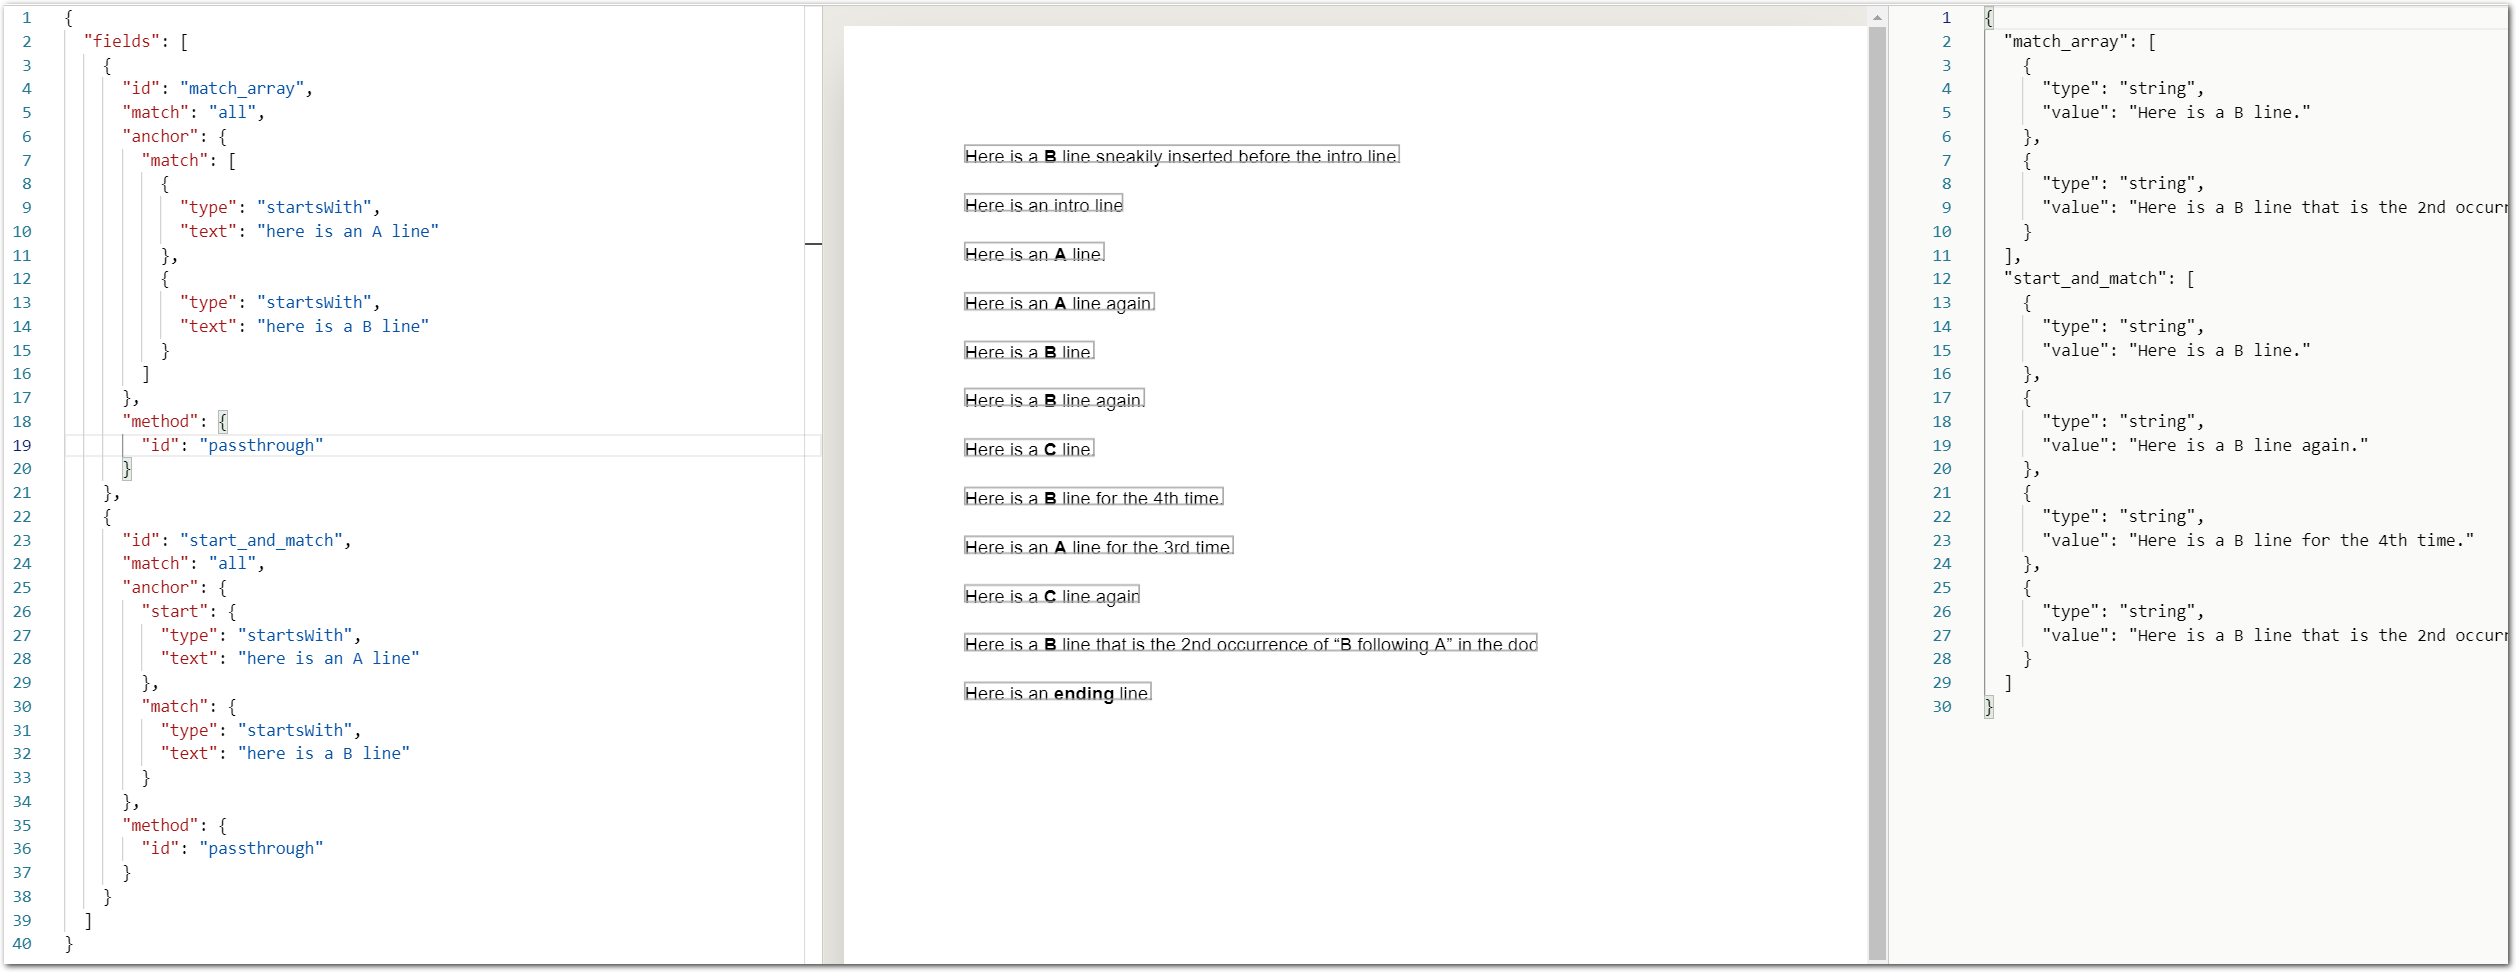 1 {
2 "fields": [
3 {
4 "id": "match_array",
5 "match": "all",
6 "anchor": {
7 "match": [
8 {
9 "type": "startsWith",
10 "text": "here is an A line"
11 },
12 {
13 "type": "startsWith",
14 "text": "here is a B line"
15 }
16 ]
17 },
18 "method": {
19 "id": "passthrough"
20 }
21 },
22 {
23 "id": "start_and_match",
24 "match": "all",
25 "anchor": {
26 "start": {
27 "type": "startsWith",
28 "text": "here is an A line"
29 },
30 "match": {
31 "type": "startsWith",
32 "text": "here is a B line"
33 }
34 },
35 "method": {
36 "id": "passthrough"
37 }
38 }
39 ]
40 }
Here is a B line sneakily inserted before the intro line.
Here is an intro line
Here is an A line.
Here is an A line again.
Here is a B line.
Here is a B line again.
Here is a C line.
Here is a B line for the 4th time.
Here is an A line for the 3rd time.
Here is a C line again
Here is a B line that is the 2nd occurrence of “B following A” in the doc
Here is an ending line.
1 {
2 "match_array": [
3 {
4 "type": "string",
5 "value": "Here is a B line."
6 },
7 {
8 "type": "string",
9 "value": "Here is a B line that is the 2nd occurr
10 }
11 ],
12 "start_and_match": [
13 {
14 "type": "string",
15 "value": "Here is a B line."
16 },
17 {
18 "type": "string",
19 "value": "Here is a B line again."
20 },
21 {
22 "type": "string",
23 "value": "Here is a B line for the 4th time."
24 },
25 {
26 "type": "string",
27 "value": "Here is a B line that is the 2nd occurr
28 }
29 ]
30 }